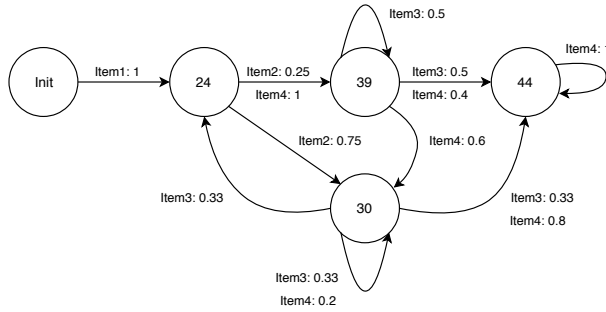 Item3: 0.5
Init
Item1: 1
24
Item2: 0.25
Item4: 1
39
Item3: 0.5
Item4: 0.4
44
Item4: 1
Item2: 0.75
Item4: 0.6
Item3: 0.33
30
Item3: 0.33
Item4: 0.8
Item3: 0.33
Item4: 0.2